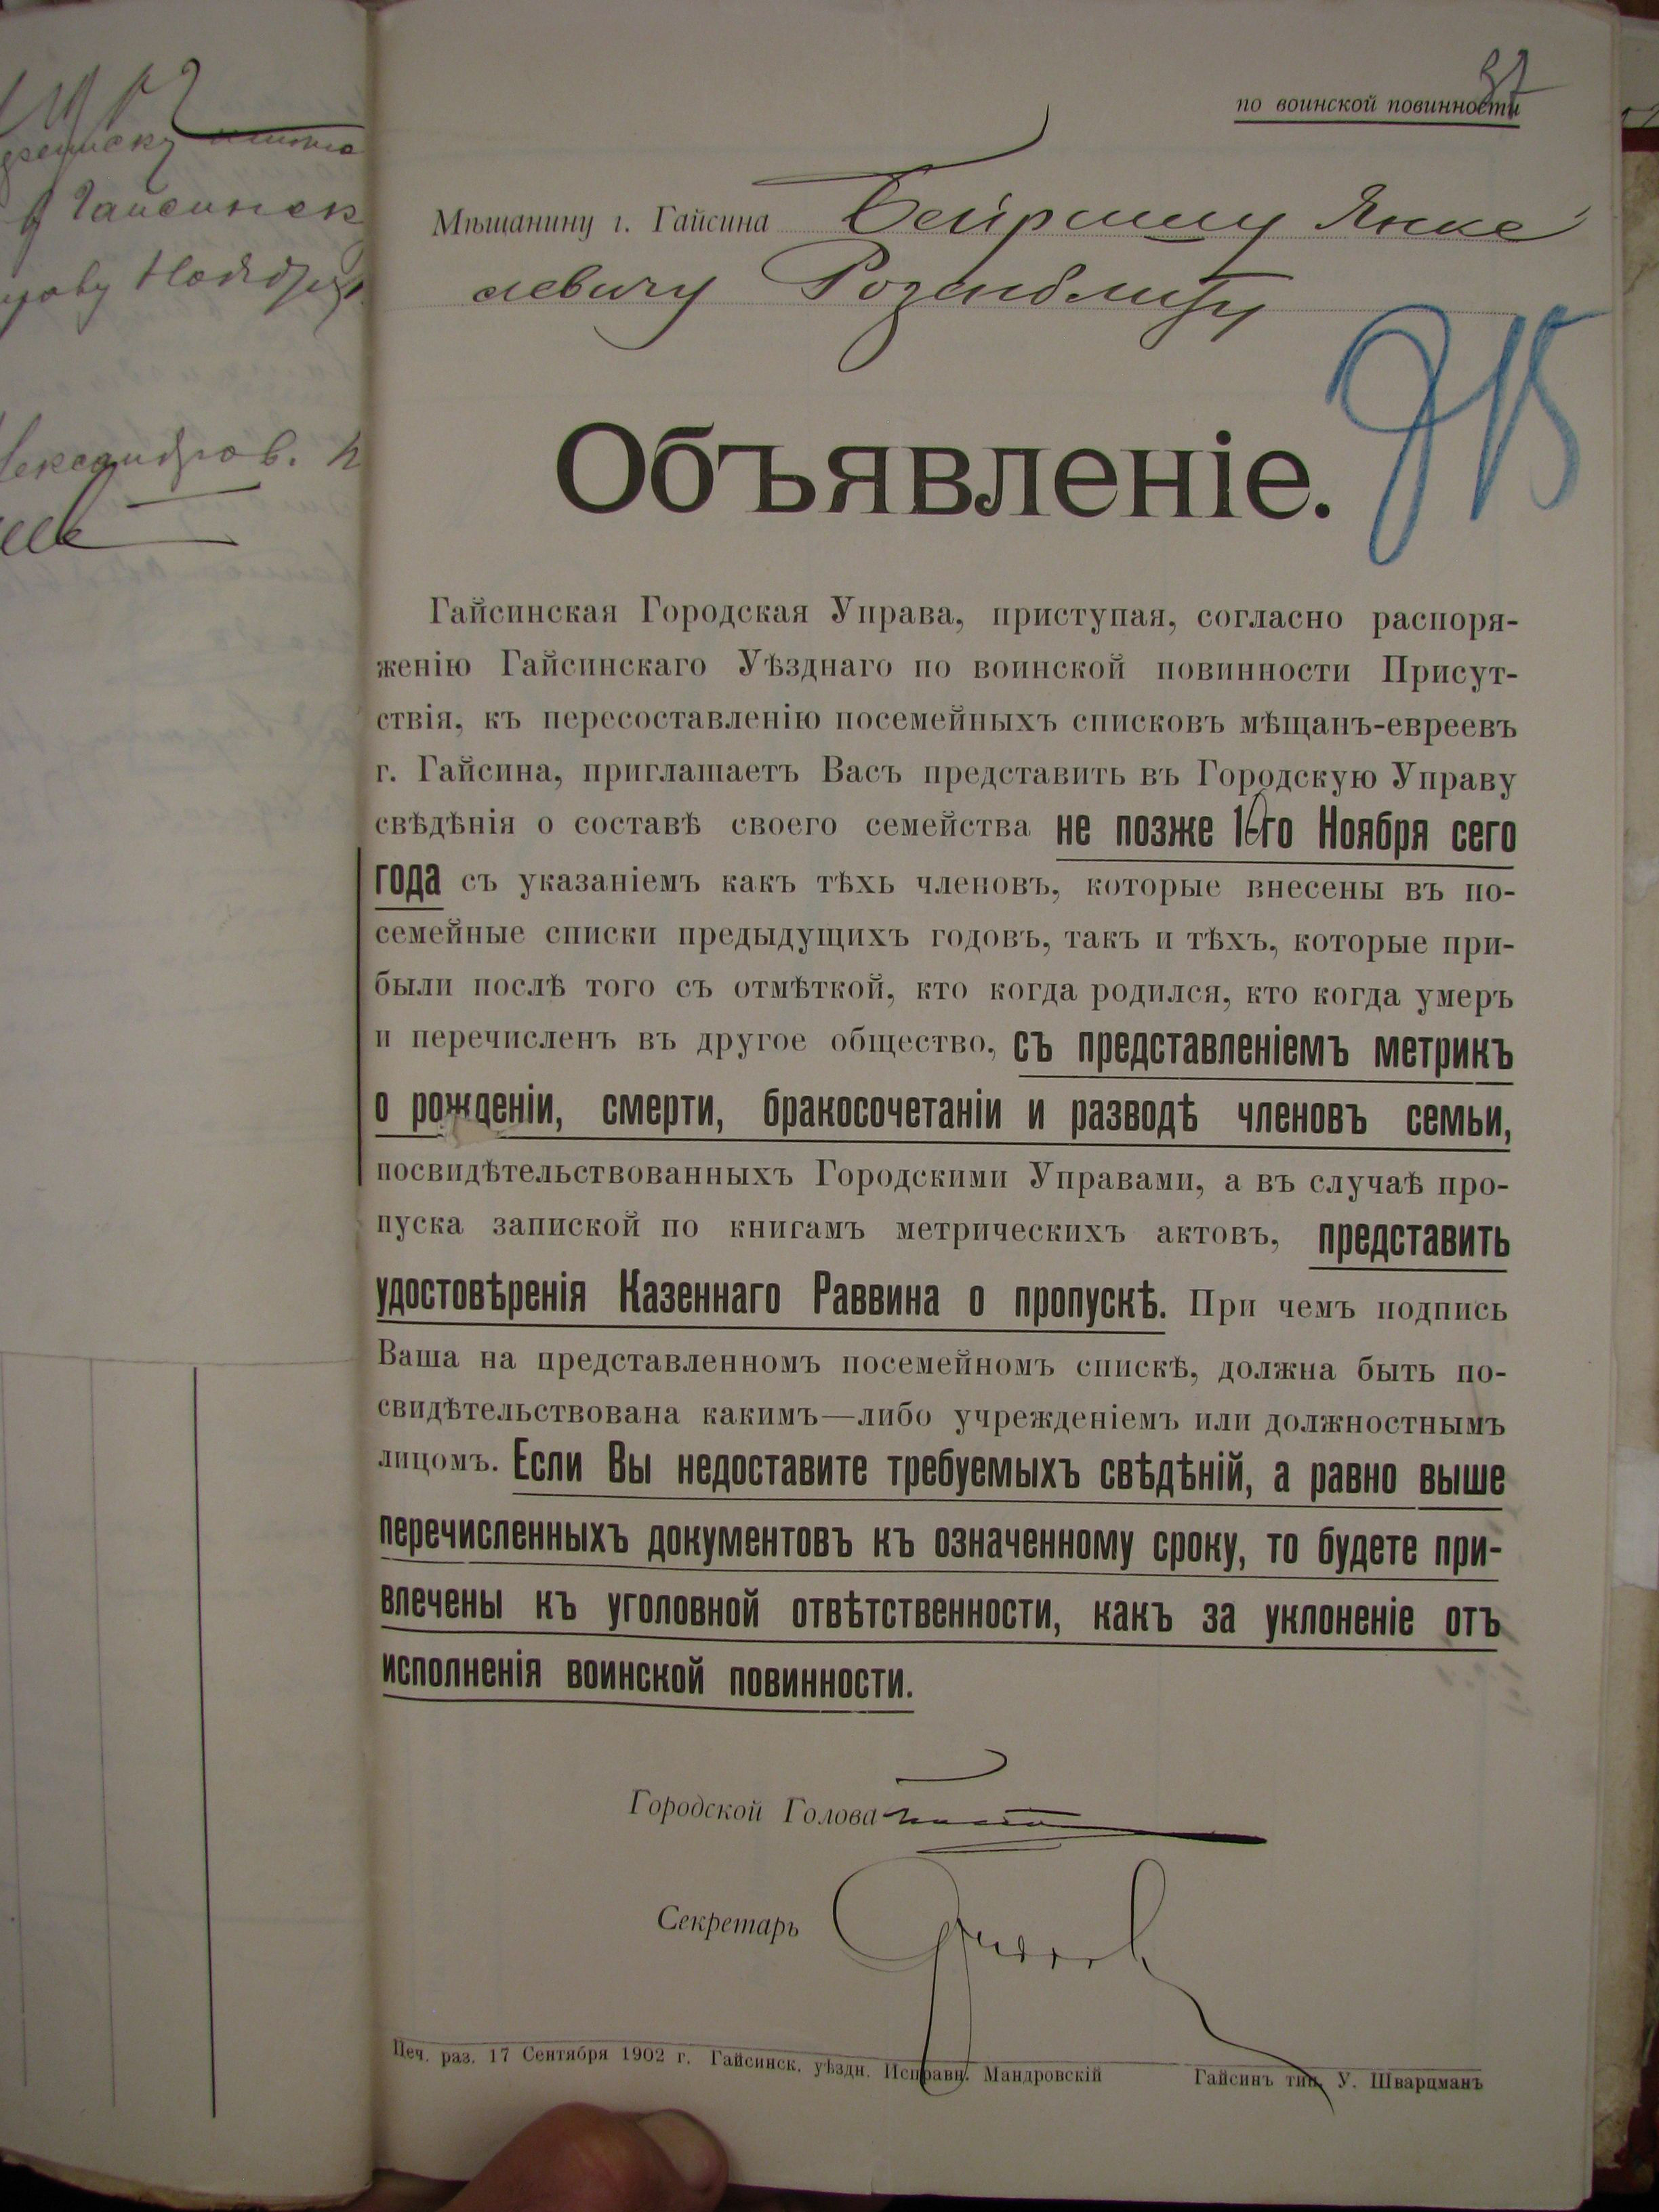 по воинской повинности
37
Мѣщанину г. Гайсина Бейришу Янке
левичу Розенблиту
Объявленіе.
Гайсинская Городская Управа, приступая, согласно распоря-
женію Гайсинскаго Уѣзднаго по воинской повинности Присут-
ствія, къ пересоставленію посемейныхъ списковъ мѣщанъ-евреевъ
г. Гайсина, приглашаетъ Васъ представить въ Городскую Управу
свѣдѣнія о составѣ своего семейства не позже го Ноября сего
года съ указаніемъ какъ тѣхь членовъ, которые внесены въ по-
семейные списки предыдущихъ годовъ, такъ и тѣхъ, которые при-
были послѣ того съ отмѣткой, кто когда родился, кто когда умеръ
и перечисленъ въ другое общество, съ представленіемъ метрикъ
о рожденіи, смерти, бракосочетаніи и разводѣ членовъ семьи,
посвидѣтельствованныхъ Городскими Управами, а въ случаѣ про-
пуска запиской по книгамъ метрическихъ актовъ, представить
удостовѣренія Казеннаго Раввина о пропускѣ. При чемъ подпись
Ваша на представленномъ посемейномъ спискѣ, должна быть по-
свидѣтельствована какимъ—либо учрежденіемъ или должностнымъ
лицомъ. Если Вы недоставите требуемыхъ свѣдѣній, а равно выше
перечисленныхъ документовъ къ означенному сроку, то будете при-
влечены къ уголовной отвѣтственности, какъ за уклоненіе отъ
исполненія воинской повинности.
Городской Голова
Секретарь
Печ. раз. 17 Сентября 1902 г. Гайсинск. уѣздн. Исправн. Мандровскій Гайсинъ тип. У. Шварцманъ